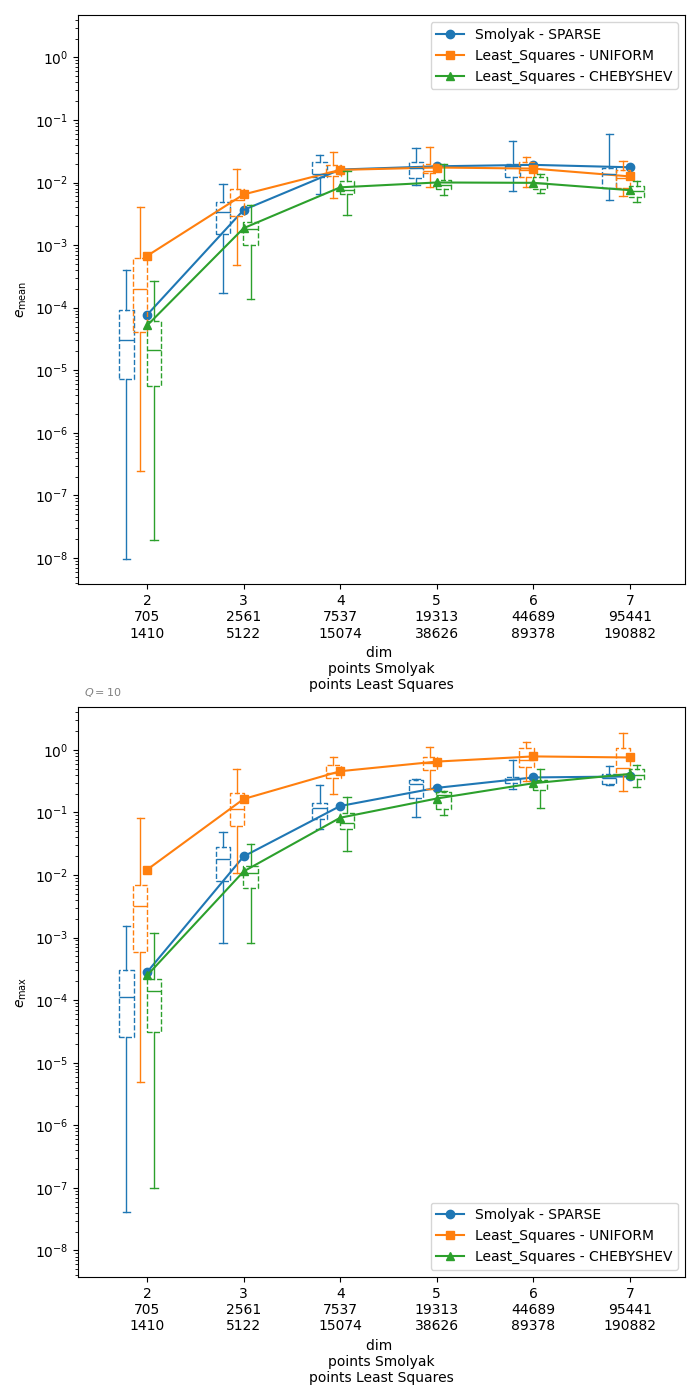 Smolyak - SPARSE
Least_Squares - UNIFORM
Least_Squares - CHEBYSHEV
10⁰
10⁻¹
10⁻²
10⁻³
10⁻⁴
10⁻⁵
10⁻⁶
10⁻⁷
10⁻⁸
e_mean
2 3 4 5 6 7
705 2561 7537 19313 44689 95441
1410 5122 15074 38626 89378 190882
dim
points Smolyak
points Least Squares
Q = 10
10⁰
10⁻¹
10⁻²
10⁻³
10⁻⁴
10⁻⁵
10⁻⁶
10⁻⁷
10⁻⁸
e_max
Smolyak - SPARSE
Least_Squares - UNIFORM
Least_Squares - CHEBYSHEV
2 3 4 5 6 7
705 2561 7537 19313 44689 95441
1410 5122 15074 38626 89378 190882
dim
points Smolyak
points Least Squares